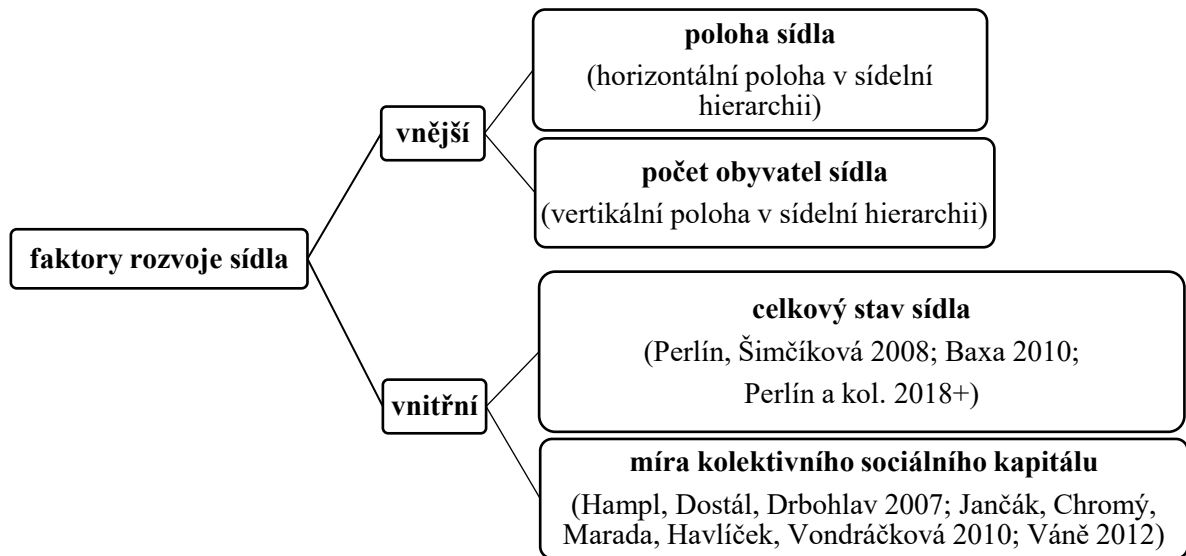 poloha sídla
(horizontální poloha v sídelní
hierarchii)
vnější
počet obyvatel sídla
(vertikální poloha v sídelní hierarchii)
faktory rozvoje sídla
celkový stav sídla
(Perlín, Šimčíková 2008; Baxa 2010;
Perlín a kol. 2018+)
vnitřní
míra kolektivního sociálního kapitálu
(Hampl, Dostál, Drbohlav 2007; Jančák, Chromý,
Marada, Havlíček, Vondráčková 2010; Váně 2012)